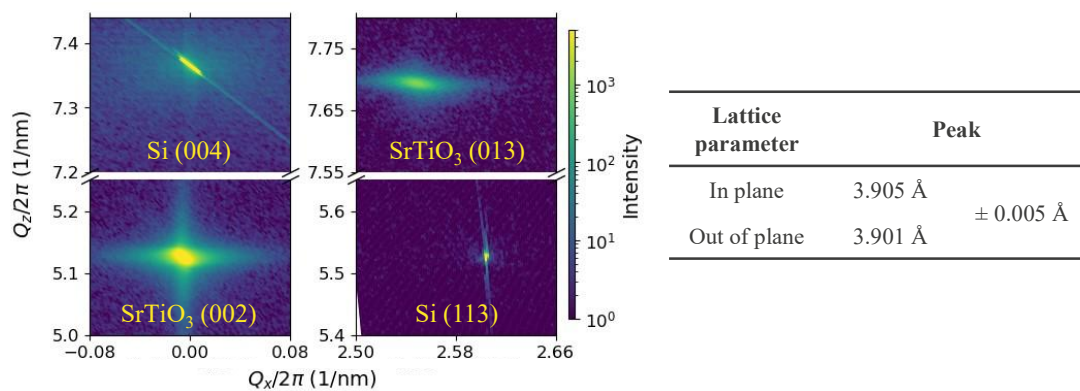 7.4
7.3
7.2
Si (004)
7.75
7.65
7.55
SrTiO₃ (013)
5.2
5.1
5.0
SrTiO₃ (002)
5.6
5.5
5.4
Si (113)
−0.08 0.00 0.08
2.50 2.58 2.66
Q_z/2π (1/nm)
Q_x/2π (1/nm)
10³
10²
10¹
10⁰
Intensity
Lattice parameter Peak
In plane 3.905 Å ± 0.005 Å
Out of plane 3.901 Å